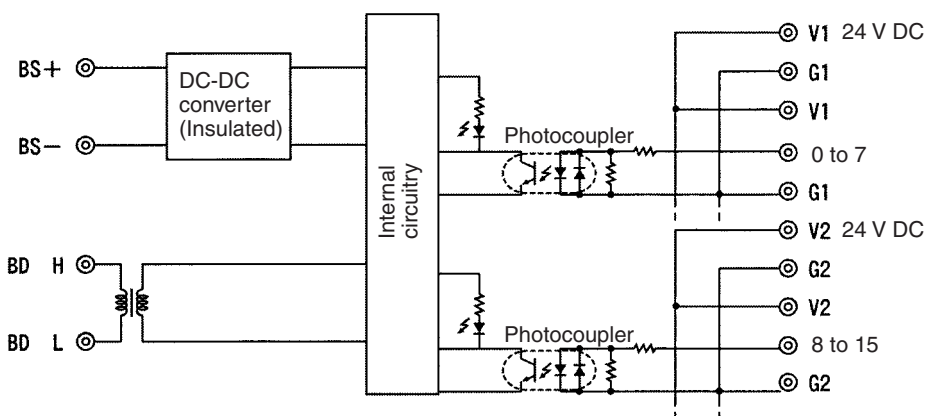 BS+
BS−
DC-DC
converter
(Insulated)
BD H
BD L
Internal
circuitry
Photocoupler
V1 24 V DC
G1
V1
0 to 7
G1
V2 24 V DC
G2
V2
Photocoupler
8 to 15
G2